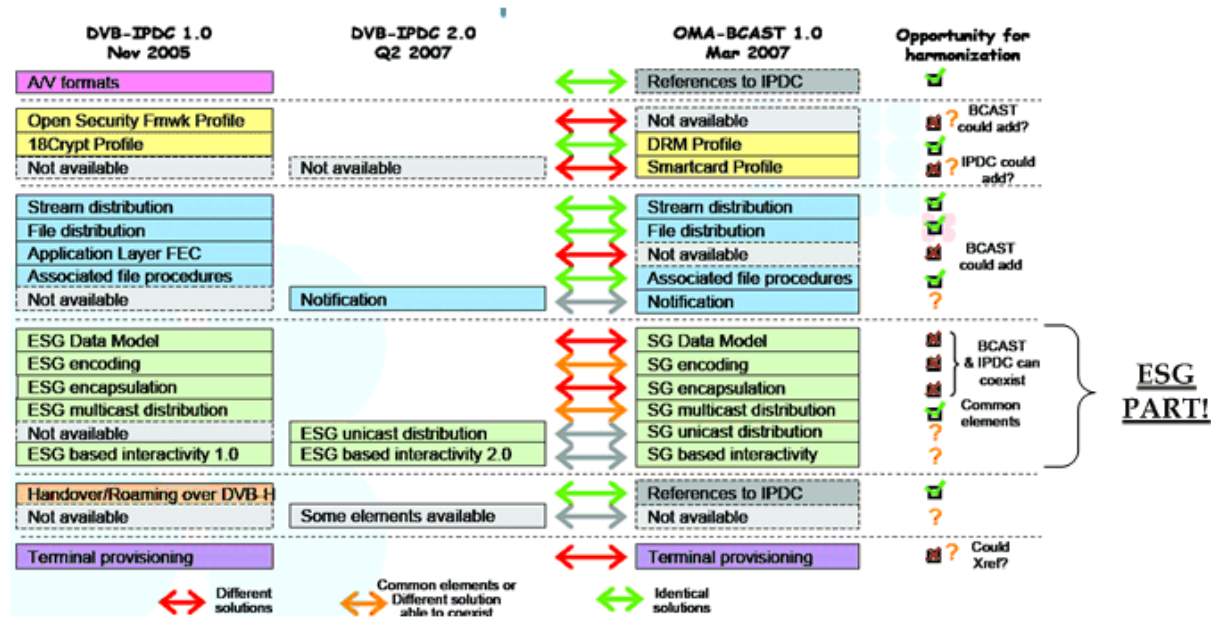 DVB-IPDC 1.0 DVB-IPDC 2.0 OMA-BCAST 1.0 Opportunity for
Nov 2005 Q2 2007 Mar 2007 harmonization
A/V formats References to IPDC
Open Security Fmwk Profile Not available ? BCAST
could add?
18Crypt Profile DRM Profile
Not available Not available Smartcard Profile ? IPDC could
add?
Stream distribution Stream distribution
File distribution File distribution
Application Layer FEC Not available BCAST
could add
Associated file procedures Associated file procedures
Not available Notification Notification ?
ESG Data Model SG Data Model BCAST
ESG encoding SG encoding & IPDC can
ESG encapsulation SG encapsulation coexist
ESG multicast distribution SG multicast distribution Common
elements
Not available ESG unicast distribution SG unicast distribution ?
ESG based interactivity 1.0 ESG based interactivity 2.0 SG based interactivity ?
ESG
PART!
Handover/Roaming over DVB-H References to IPDC
Not available Some elements available Not available ?
Terminal provisioning Terminal provisioning ? Could
Xref?
Different
solutions
Common elements or
Different solution
able to coexist
Identical
solutions